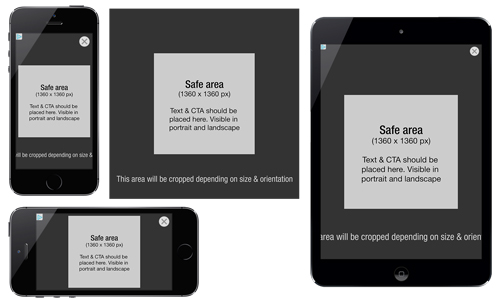 Safe area
(1360 x 1360 px)
Text & CTA should be
placed here. Visible in
portrait and landscape
ill be cropped depending on size &
Safe area
(1360 x 1360 px)
Text & CTA should be
placed here. Visible in
portrait and landscape
This area will be cropped depending on size & orientation
Safe area
(1360 x 1360 px)
Text & CTA should be
placed here. Visible in
portrait and landscape
area will be cropped depending on size & orien
Safe area
(1360 x 1360 px)
Text & CTA should be
placed here. Visible in
portrait and landscape